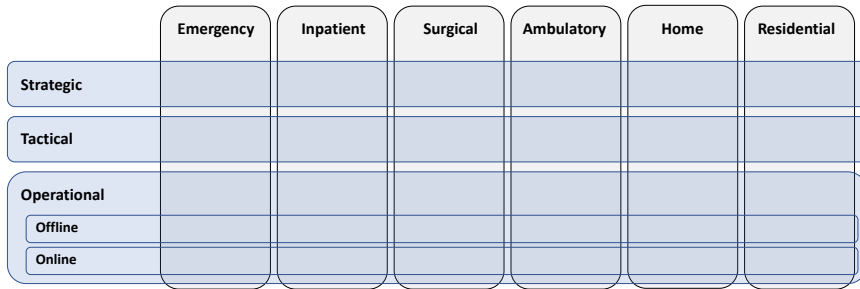 Emergency Inpatient Surgical Ambulatory Home Residential
Strategic
Tactical
Operational
Offline
Online